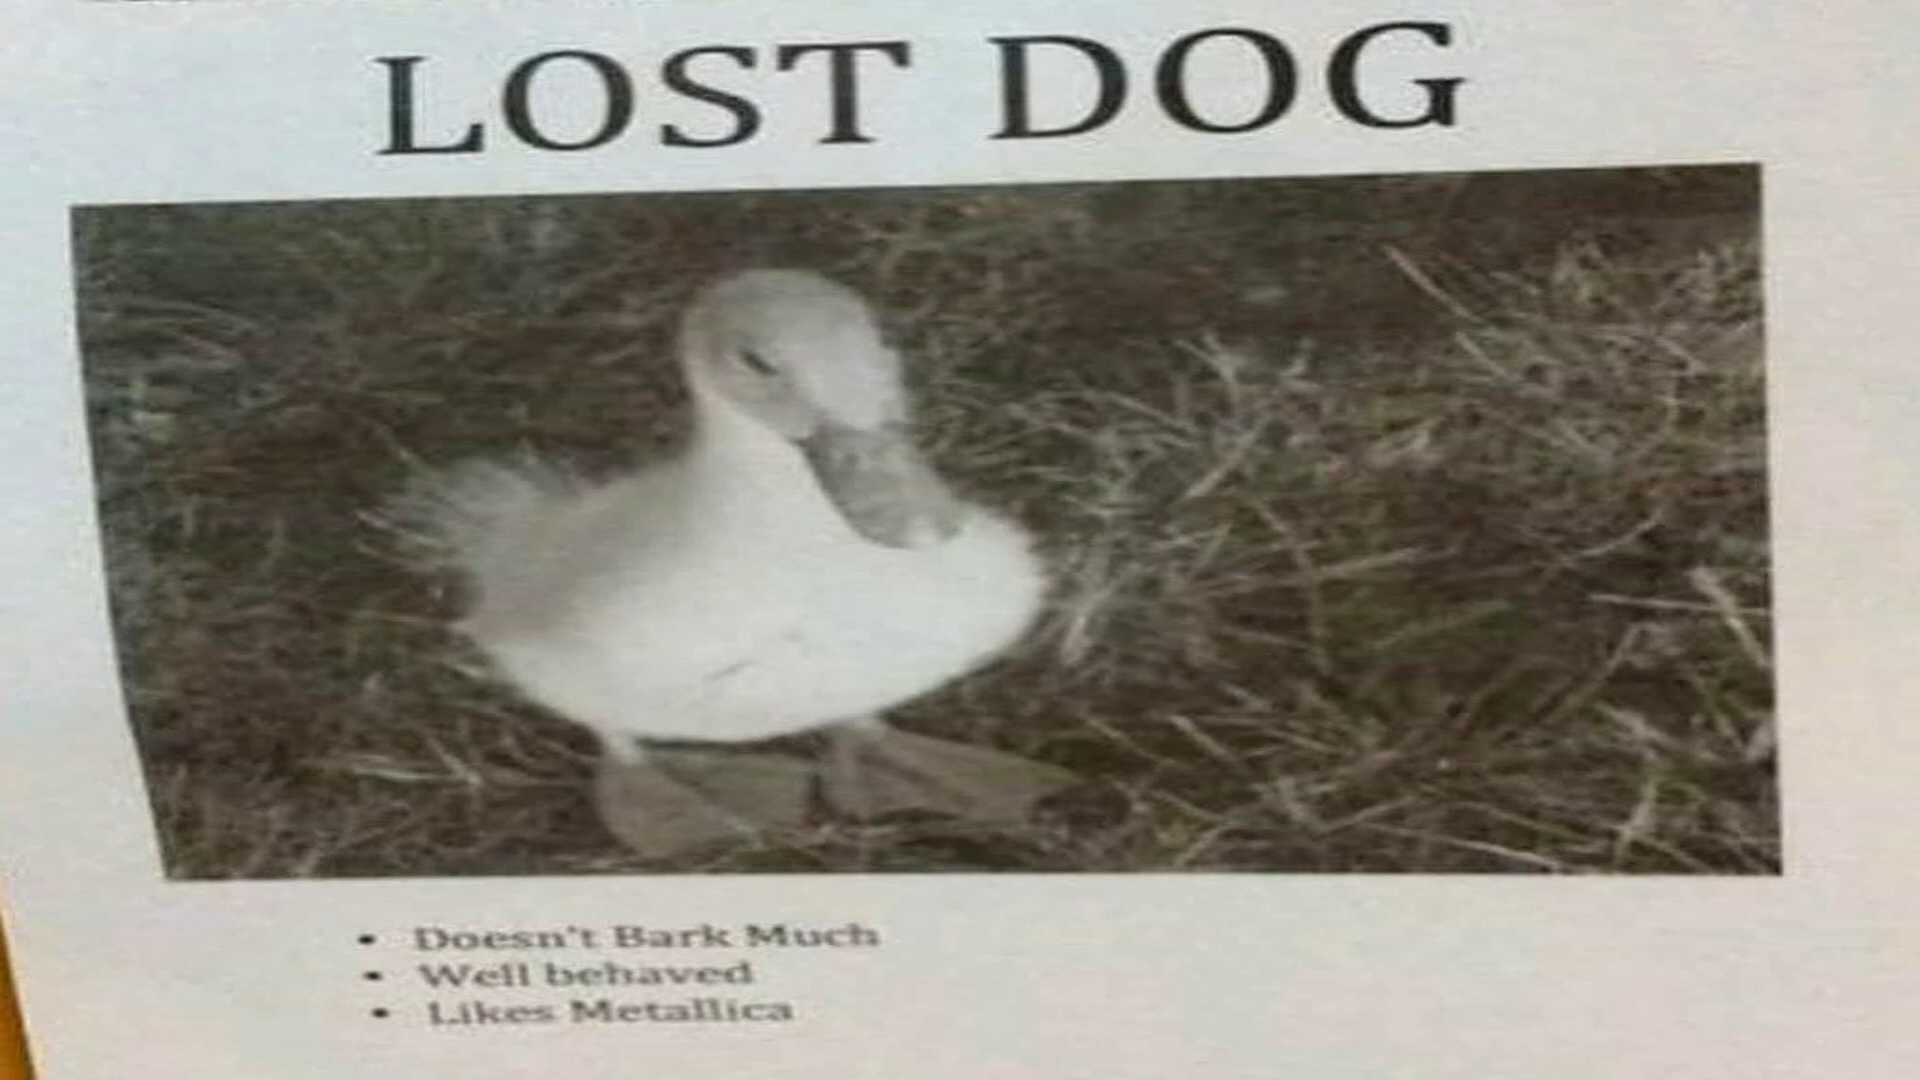 LOST DOG
• Doesn't Bark Much
• Well behaved
• Likes Metallica